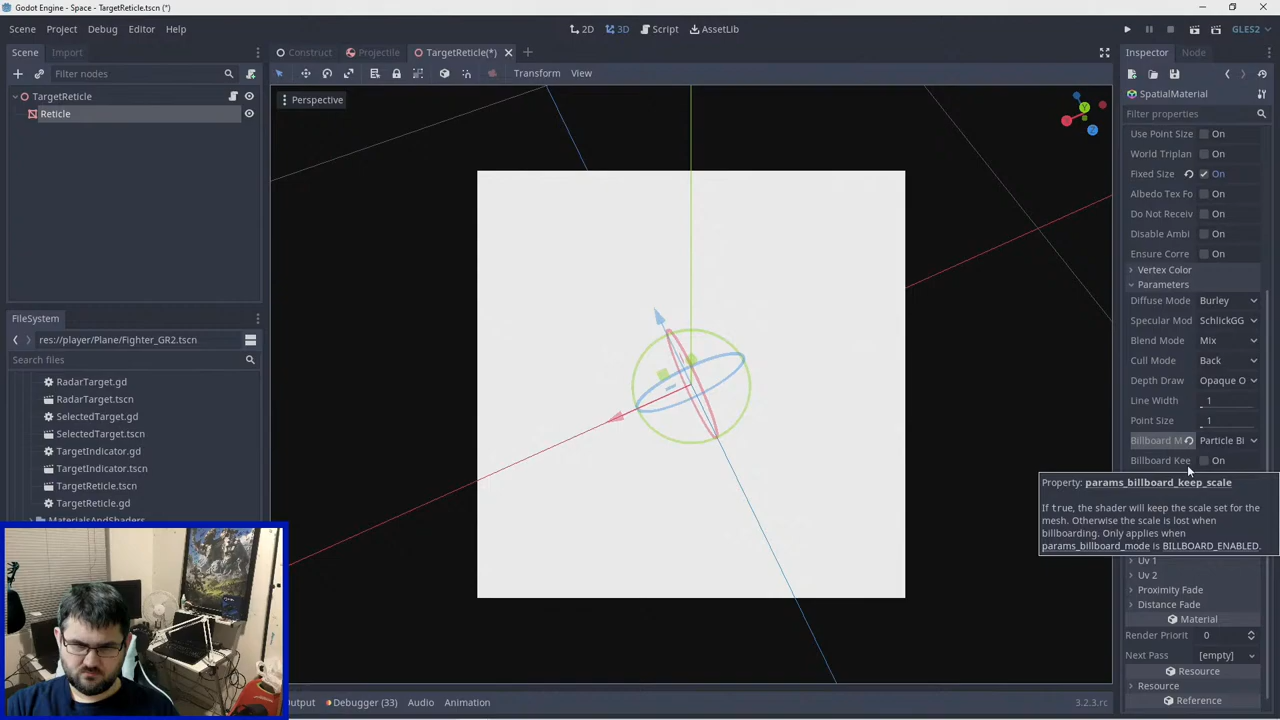 Godot Engine - Space - TargetReticle.tscn (*)
Scene Project Debug Editor Help
2D 3D Script AssetLib
GLES2
Scene Import
Construct Projectile TargetReticle(*)
Inspector Node
Filter nodes
Transform View
TargetReticle
Reticle
Perspective
Y
Z
SpatialMaterial
Filter properties
Use Point Size On
World Triplan On
Fixed Size On
Albedo Tex Fo On
Do Not Receiv On
Disable Ambi On
Ensure Corre On
Vertex Color
Parameters
Diffuse Mode Burley
Specular Mod SchlickGG
Blend Mode Mix
Cull Mode Back
Depth Draw Opaque O
Line Width 1
Point Size 1
Billboard M Particle Bi
Billboard Kee On
Property: params_billboard_keep_scale
If true, the shader will keep the scale set for the
mesh. Otherwise the scale is lost when
billboarding. Only applies when
params_billboard_mode is BILLBOARD_ENABLED.
Uv 1
Uv 2
Proximity Fade
Distance Fade
Material
Render Priorit 0
Next Pass [empty]
Resource
Resource
Reference
FileSystem
res://player/Plane/Fighter_GR2.tscn
Search files
RadarTarget.gd
RadarTarget.tscn
SelectedTarget.gd
SelectedTarget.tscn
TargetIndicator.gd
TargetIndicator.tscn
TargetReticle.tscn
TargetReticle.gd
MaterialsAndShaders
utput Debugger (33) Audio Animation
3.2.3.rc